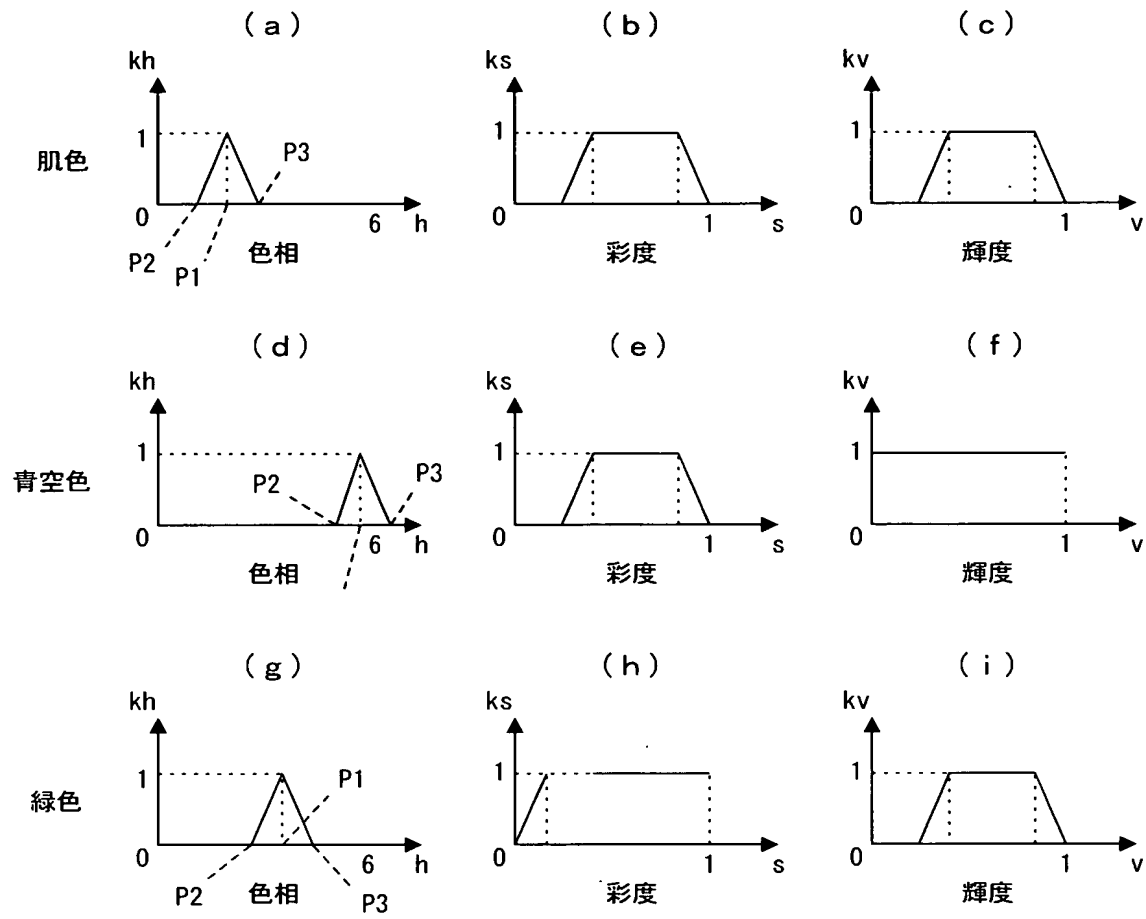 (a) (b) (c)
kh ks kv
肌色
1 1 1
P3
0 6 h 0 1 s 0 1 v
P2 P1 色相 彩度 輝度
(d) (e) (f)
kh ks kv
青空色
1 1 1
P2 P3
0 6 h 0 1 s 0 1 v
色相 彩度 輝度
(g) (h) (i)
kh ks kv
緑色
1 1 1
P1
0 6 h 0 1 s 0 1 v
P2 色相 P3 彩度 輝度